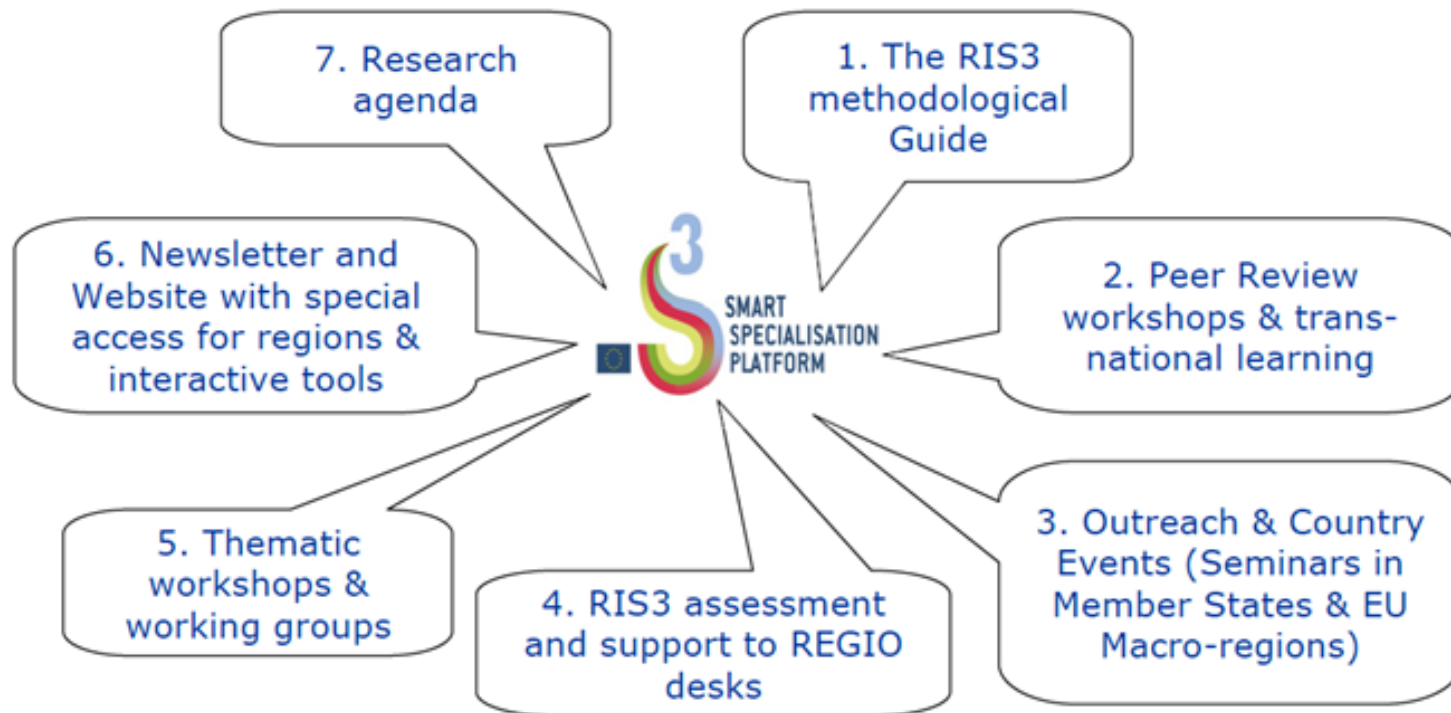 7. Research
agenda
1. The RIS3
methodological
Guide
6. Newsletter and
Website with special
access for regions &
interactive tools
3
S
SMART
SPECIALISATION
PLATFORM
2. Peer Review
workshops & trans-
national learning
5. Thematic
workshops &
working groups
4. RIS3 assessment
and support to REGIO
desks
3. Outreach & Country
Events (Seminars in
Member States & EU
Macro-regions)